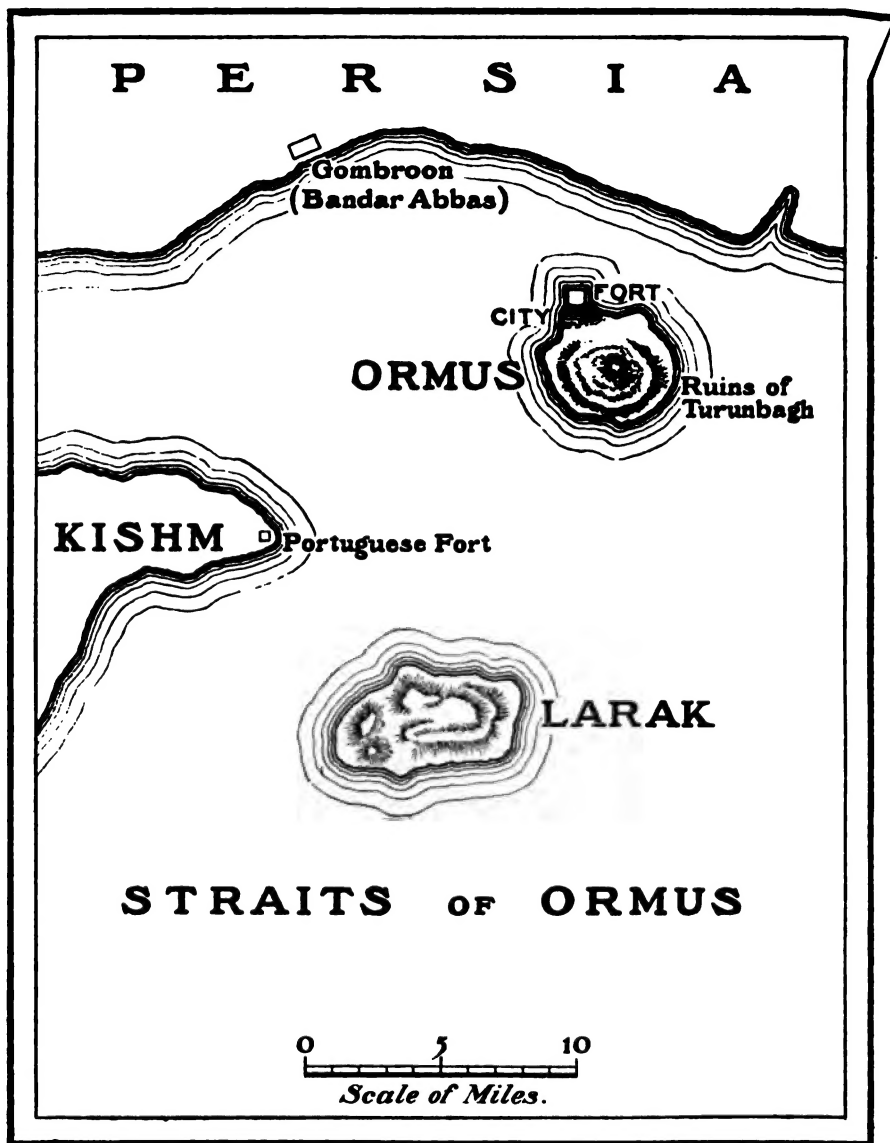 PERSIA
Gombroon
(Bandar Abbas)
FORT
CITY
ORMUS
Ruins of
Turunbagh
KISHM
Portuguese Fort
LARAK
STRAITS OF ORMUS
0 5 10
Scale of Miles.